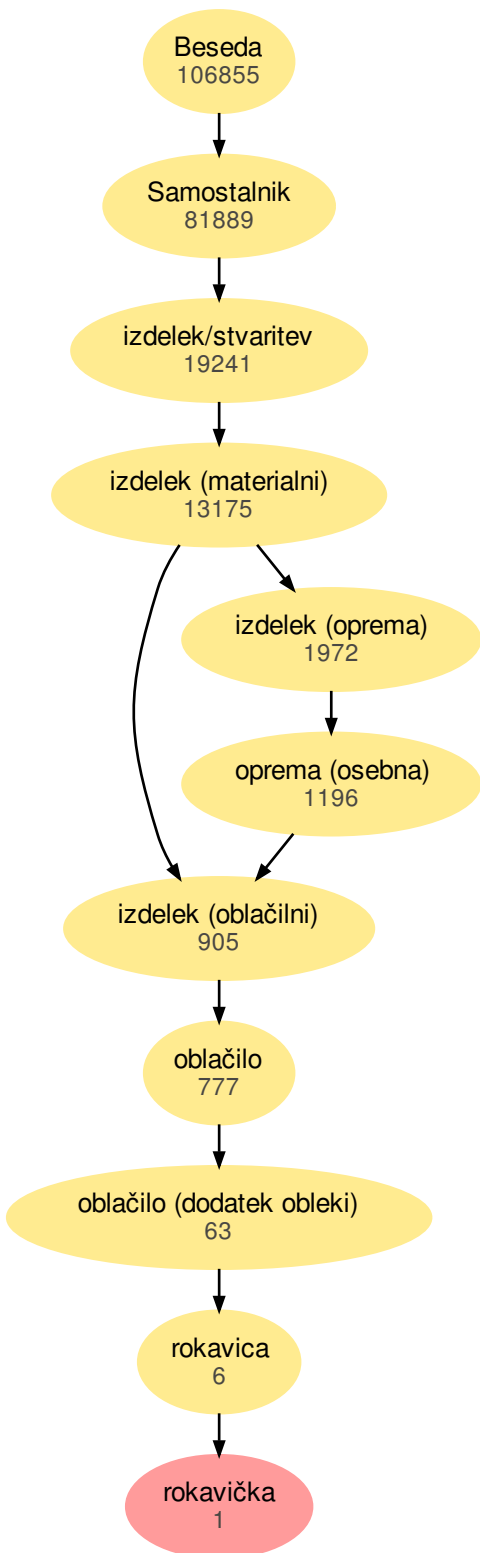 Beseda
106855
Samostalnik
81889
izdelek/stvaritev
19241
izdelek (materialni)
13175
izdelek (oprema)
1972
oprema (osebna)
1196
izdelek (oblačilni)
905
oblačilo
777
oblačilo (dodatek obleki)
63
rokavica
6
rokavička
1